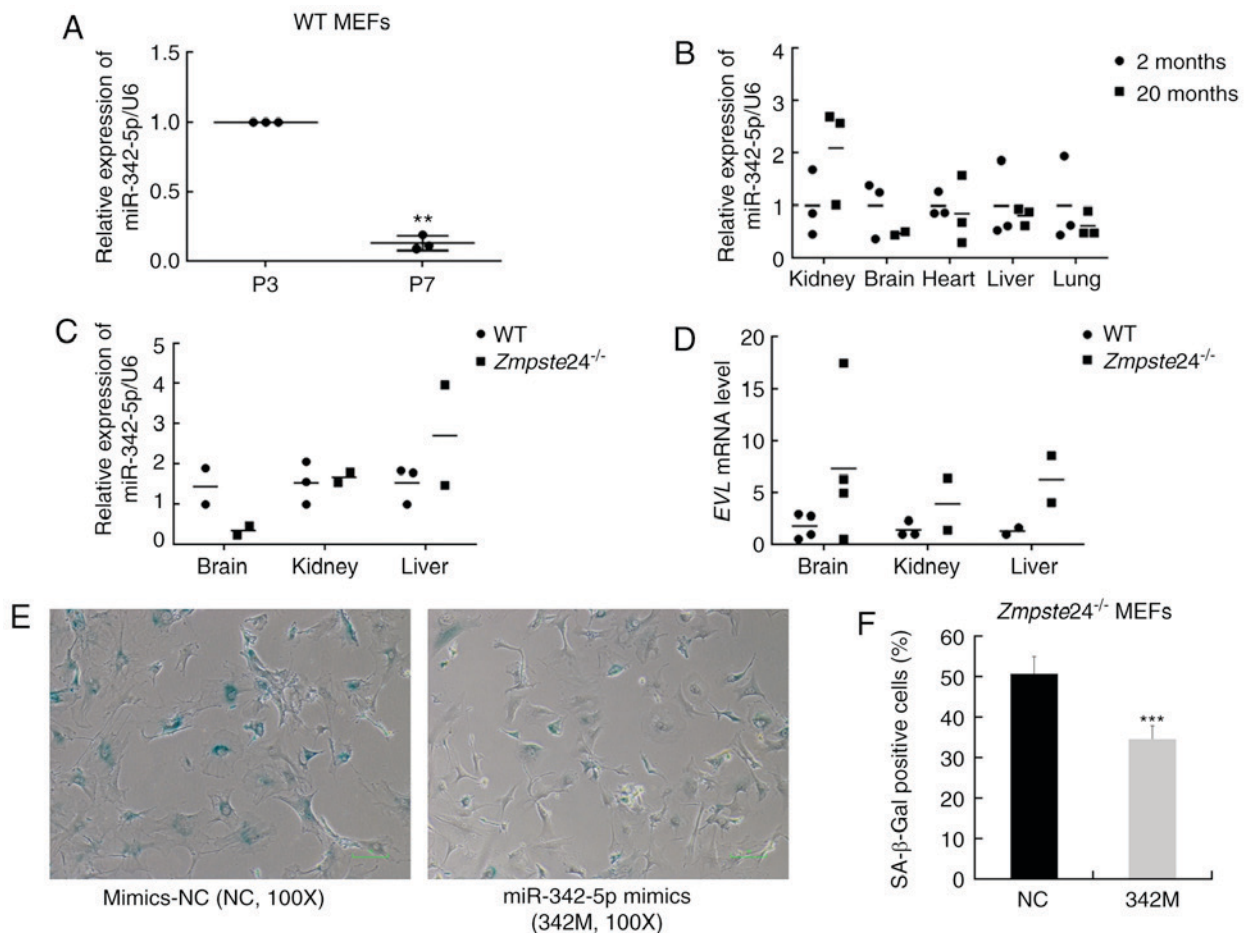 A
WT MEFs
Relative expression of
miR-342-5p/U6
1.5
1.0
0.5
0.0
**
P3
P7
B
2 months
20 months
Relative expression of
miR-342-5p/U6
4
3
2
1
0
Kidney
Brain
Heart
Liver
Lung
C
WT
Zmpste24-/-
Relative expression of
miR-342-5p/U6
5
4
3
2
1
0
Brain
Kidney
Liver
D
WT
Zmpste24-/-
EVL mRNA level
20
15
10
5
0
Brain
Kidney
Liver
E
Mimics-NC (NC, 100X)
miR-342-5p mimics
(342M, 100X)
F
Zmpste24-/- MEFs
SA-β-Gal positive cells (%)
60
50
40
30
20
10
0
***
NC
342M